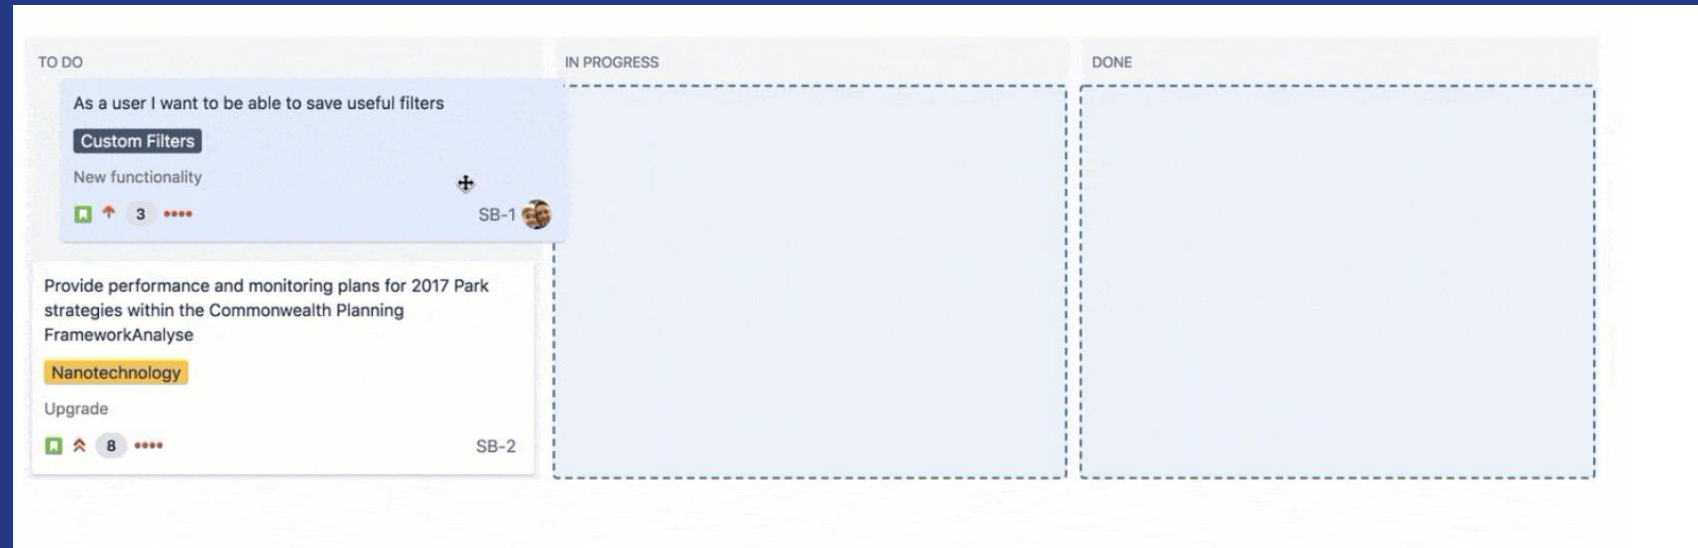 TO DO
IN PROGRESS
DONE
As a user I want to be able to save useful filters
Custom Filters
New functionality
3
SB-1
Provide performance and monitoring plans for 2017 Park
strategies within the Commonwealth Planning
FrameworkAnalyse
Nanotechnology
Upgrade
8
SB-2